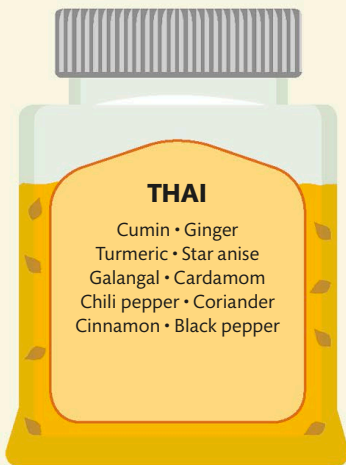 THAI
Cumin • Ginger
Turmeric • Star anise
Galangal • Cardamom
Chili pepper • Coriander
Cinnamon • Black pepper